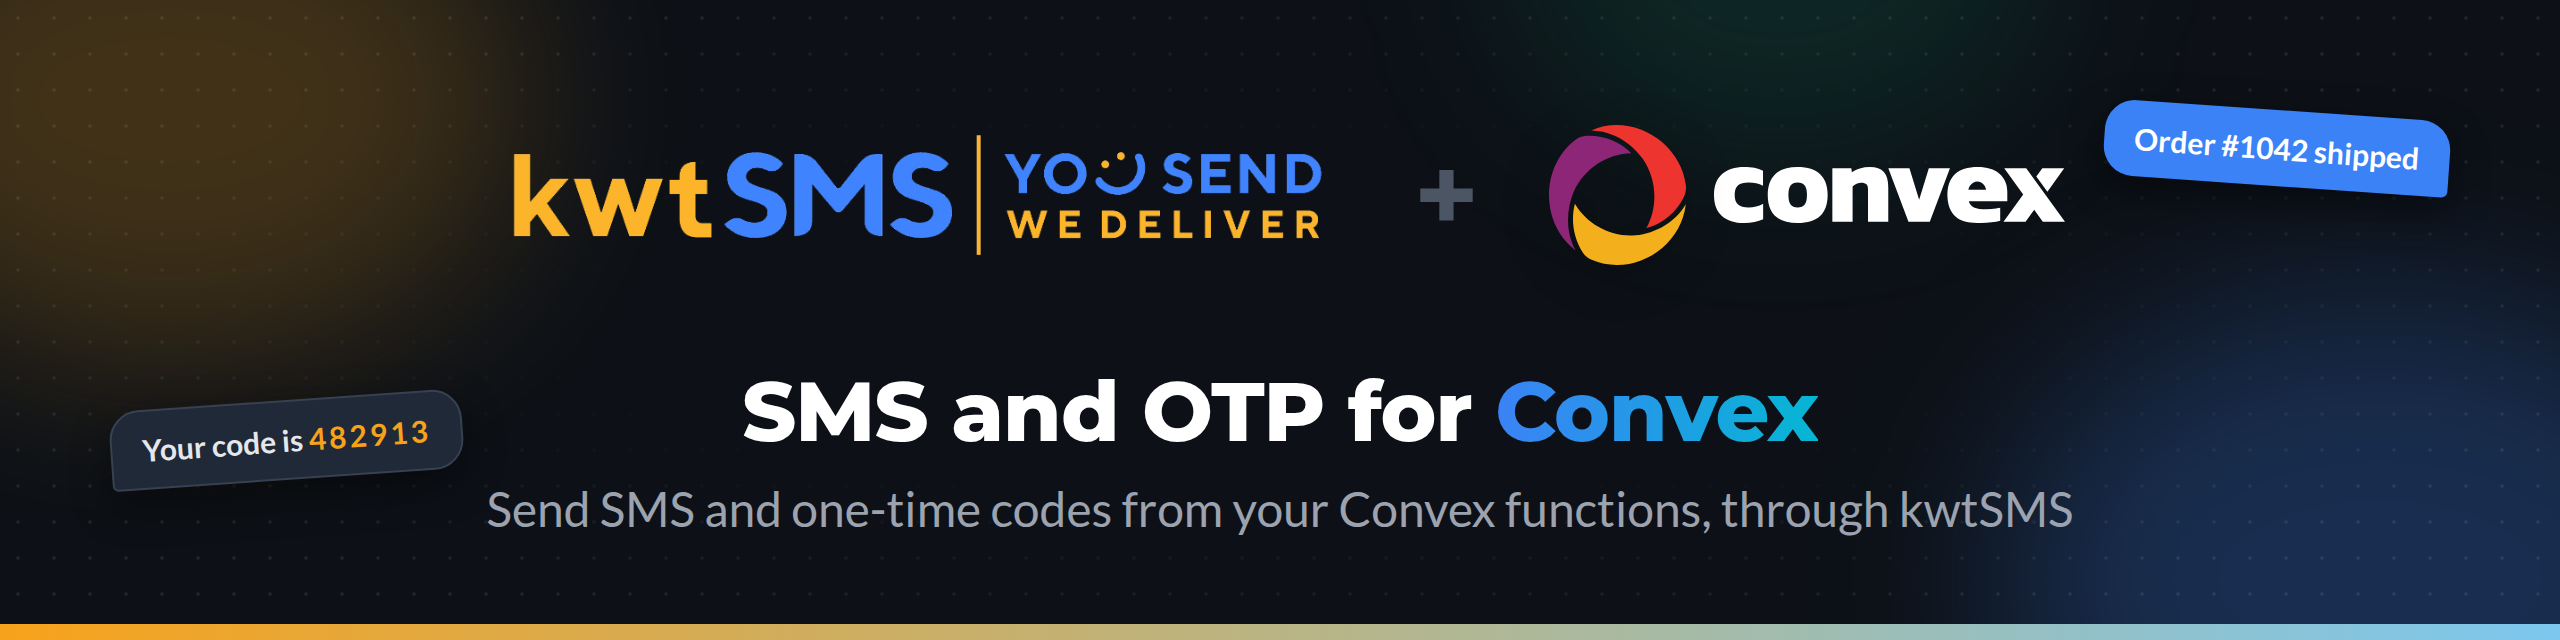 kwtSMS
YOU SEND
WE DELIVER
+
convex
Order #1042 shipped
SMS and OTP for Convex
Your code is 482913
Send SMS and one-time codes from your Convex functions, through kwtSMS